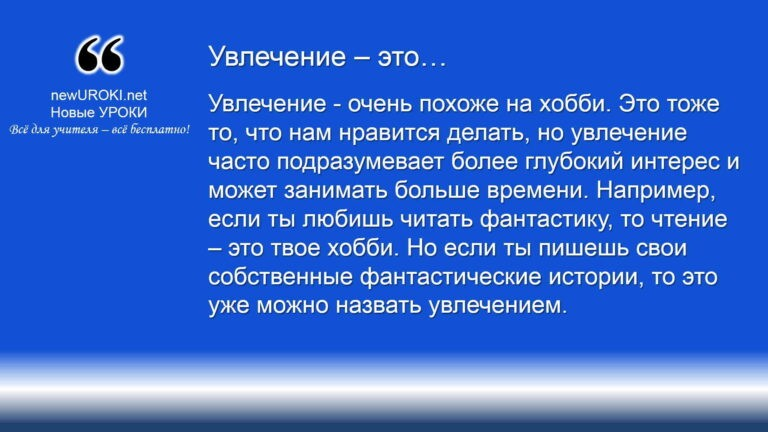 newUROKI.net
Новые УРОКИ
Всё для учителя – всё бесплатно!
Увлечение – это…
Увлечение - очень похоже на хобби. Это тоже
то, что нам нравится делать, но увлечение
часто подразумевает более глубокий интерес и
может занимать больше времени. Например,
если ты любишь читать фантастику, то чтение
– это твое хобби. Но если ты пишешь свои
собственные фантастические истории, то это
уже можно назвать увлечением.